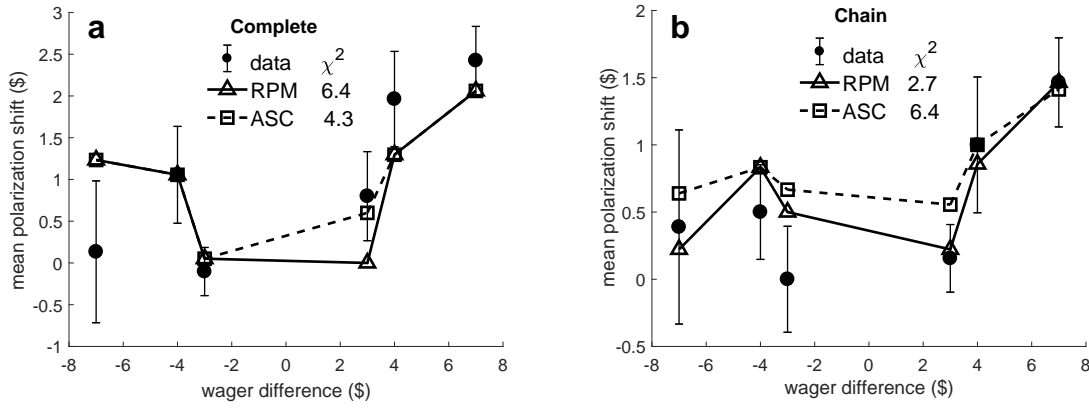 a
Complete
data χ²
RPM 6.4
ASC 4.3
mean polarization shift ($)
3
2.5
2
1.5
1
0.5
0
-0.5
-1
-8 -6 -4 -2 0 2 4 6 8
wager difference ($)
b
Chain
data χ²
RPM 2.7
ASC 6.4
mean polarization shift ($)
2
1.5
1
0.5
0
-0.5
-8 -6 -4 -2 0 2 4 6 8
wager difference ($)